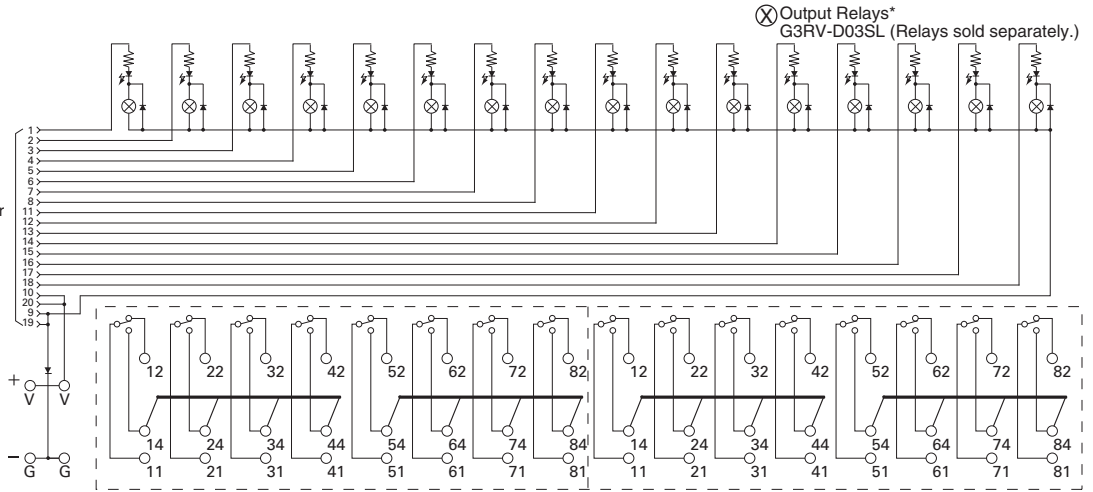 Output Relays*
G3RV-D03SL (Relays sold separately.)
1
2
3
4
5
6
7
8
r
11
12
13
14
15
16
17
18
10
20
9
19
12 22 32 42 52 62 72 82 12 22 32 42 52 62 72 82
+
V V
14 24 34 44 54 64 74 84 14 24 34 44 54 64 74 84
−
G G
11 21 31 41 51 61 71 81 11 21 31 41 51 61 71 81